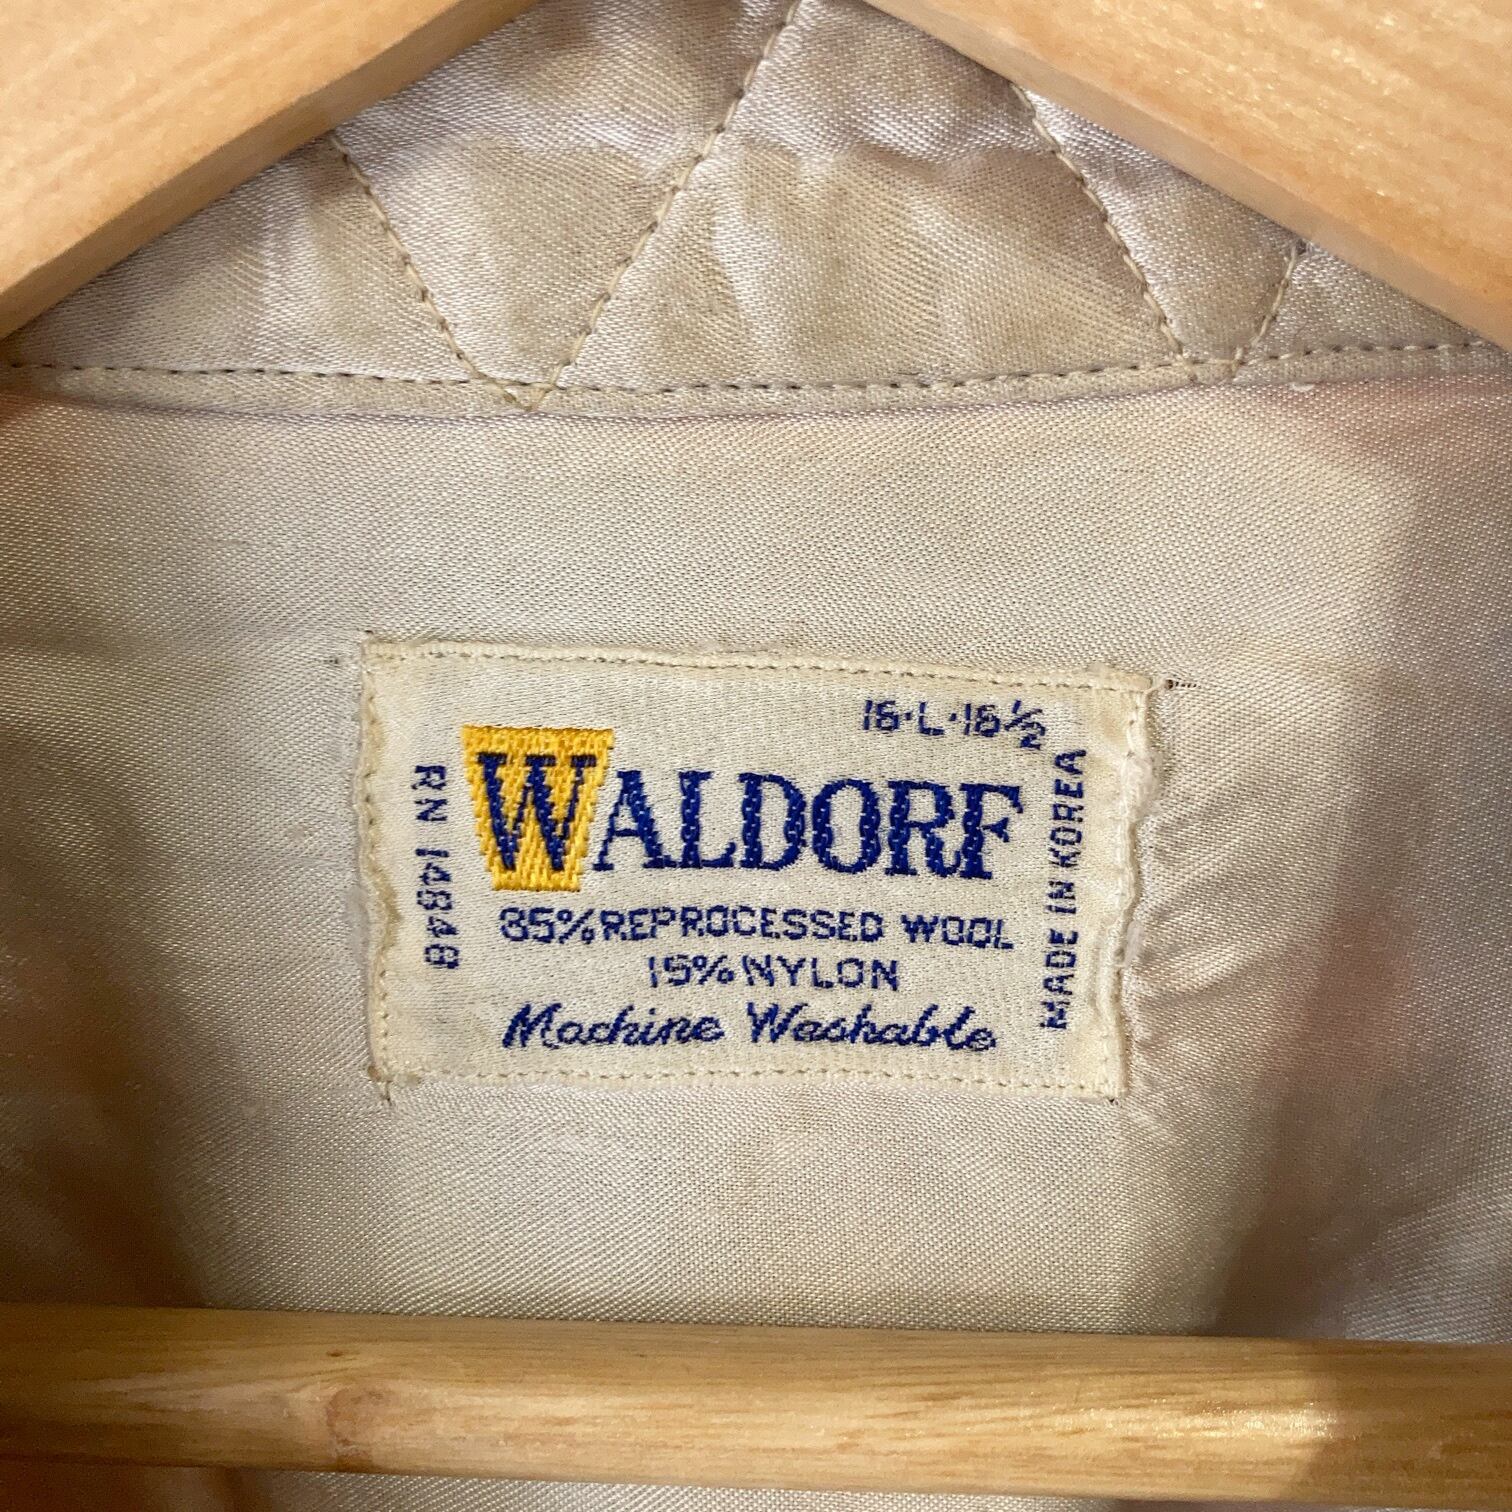 16·L·16½
WALDORF
85% REPROCESSED WOOL
15% NYLON
Machine Washable
RN 14848
MADE IN KOREA